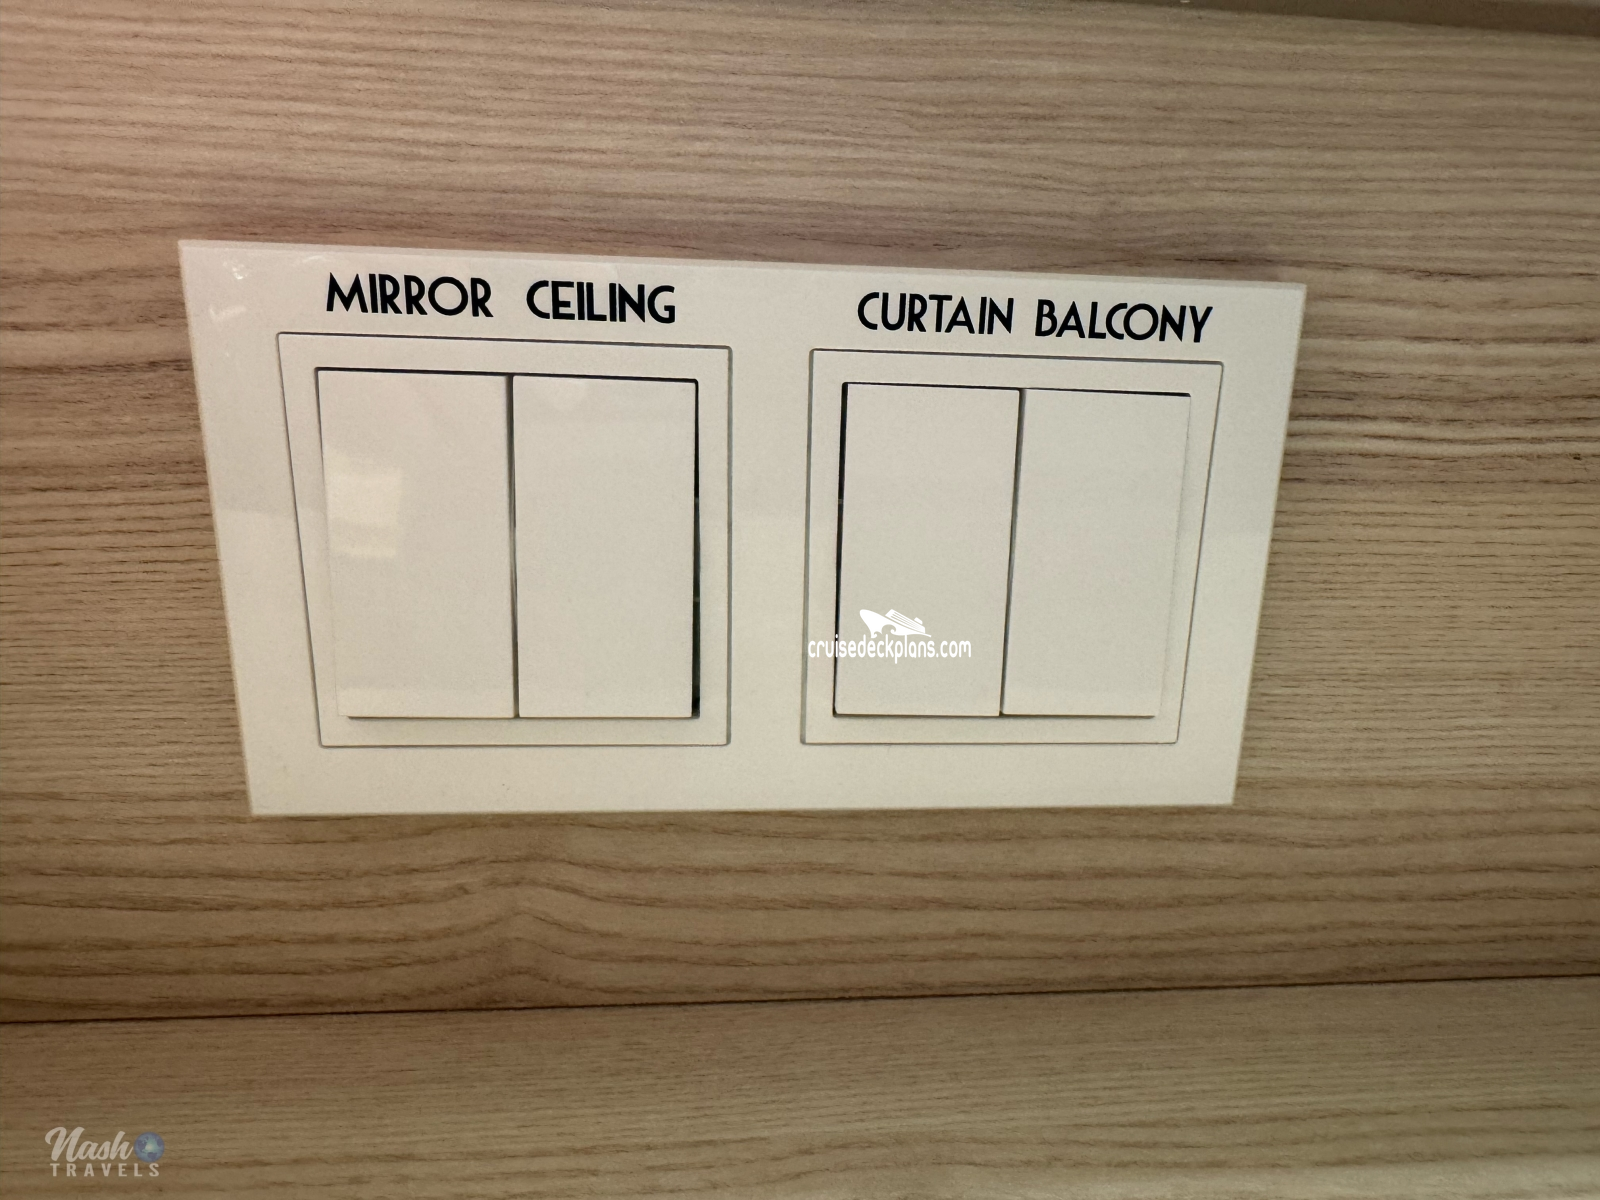 MIRROR CEILING CURTAIN BALCONY
cruisedeckplans.com
Nash
TRAVELS